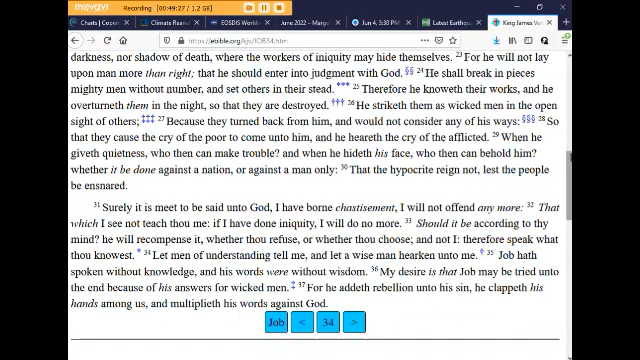 movavi
Recording 00:49:27 / 1.2 GB
Charts | Copen
Climate Rean
EOSDIS World
June 2022 – Marg
Jun 4, 3:30 PM
Latest Earthqu
King James Ver
https://ebible.org/kjv/JOB34.htm
darkness, nor shadow of death, where the workers of iniquity may hide themselves. 23 For he will not lay
upon man more than right; that he should enter into judgment with God. §§ 24 He shall break in pieces
mighty men without number, and set others in their stead. *** 25 Therefore he knoweth their works, and he
overturneth them in the night, so that they are destroyed. ††† 26 He striketh them as wicked men in the open
sight of others; ‡‡‡ 27 Because they turned back from him, and would not consider any of his ways: §§§ 28 So
that they cause the cry of the poor to come unto him, and he heareth the cry of the afflicted. 29 When he
giveth quietness, who then can make trouble? and when he hideth his face, who then can behold him?
whether it be done against a nation, or against a man only: 30 That the hypocrite reign not, lest the people
be ensnared.
31 Surely it is meet to be said unto God, I have borne chastisement, I will not offend any more: 32 That
which I see not teach thou me: if I have done iniquity, I will do no more. 33 Should it be according to thy
mind? he will recompense it, whether thou refuse, or whether thou choose; and not I: therefore speak what
thou knowest. * 34 Let men of understanding tell me, and let a wise man hearken unto me. † 35 Job hath
spoken without knowledge, and his words were without wisdom. 36 My desire is that Job may be tried unto
the end because of his answers for wicked men. ‡ 37 For he addeth rebellion unto his sin, he clappeth his
hands among us, and multiplieth his words against God.
Job < 34 >